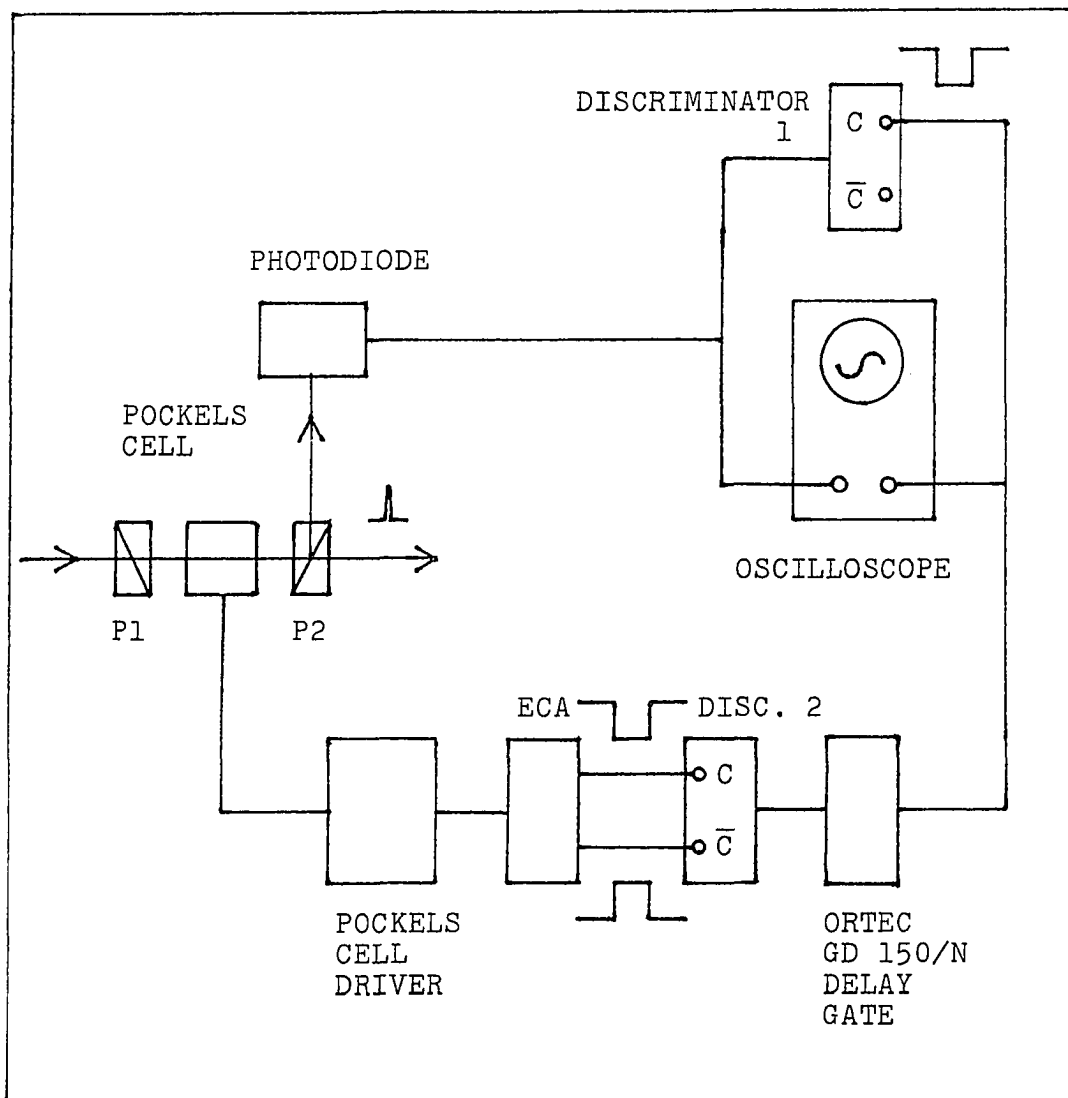 DISCRIMINATOR
1
C
C̅
PHOTODIODE
POCKELS
CELL
OSCILLOSCOPE
P1
P2
ECA
DISC. 2
C
C̅
POCKELS
CELL
DRIVER
ORTEC
GD 150/N
DELAY
GATE